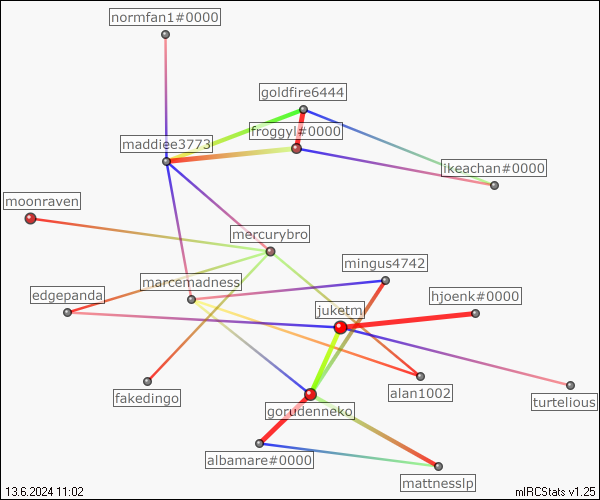 normfan1#0000
goldfire6444
froggyl#0000
maddiee3773
ikeachan#0000
moonraven
mercurybro
mingus4742
marcemadness
edgepanda
hjoenk#0000
juketm
fakedingo
alan1002
turtelious
gorudenneko
albamare#0000
mattnesslp
13.6.2024 11:02
mIRCStats v1.25